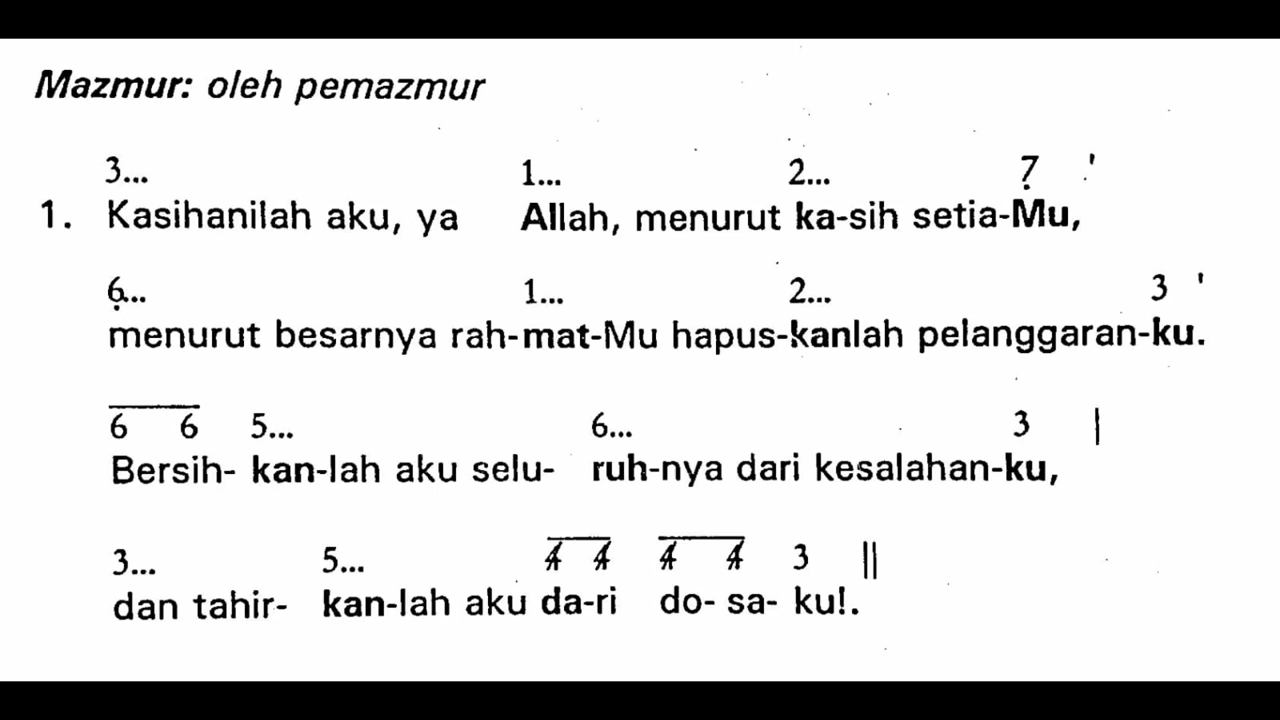 Mazmur: oleh pemazmur
3... 1... 2... 7̣ '
1. Kasihanilah aku, ya Allah, menurut ka-sih setia-Mu,
6̣... 1... 2... 3 '
menurut besarnya rah-mat-Mu hapus-kanlah pelanggaran-ku.
6 6 5... 6... 3 |
Bersih- kan-lah aku selu- ruh-nya dari kesalahan-ku,
3... 5... 4̸ 4̸ 4̸ 4̸ 3 ||
dan tahir- kan-lah aku da-ri do- sa- ku!.